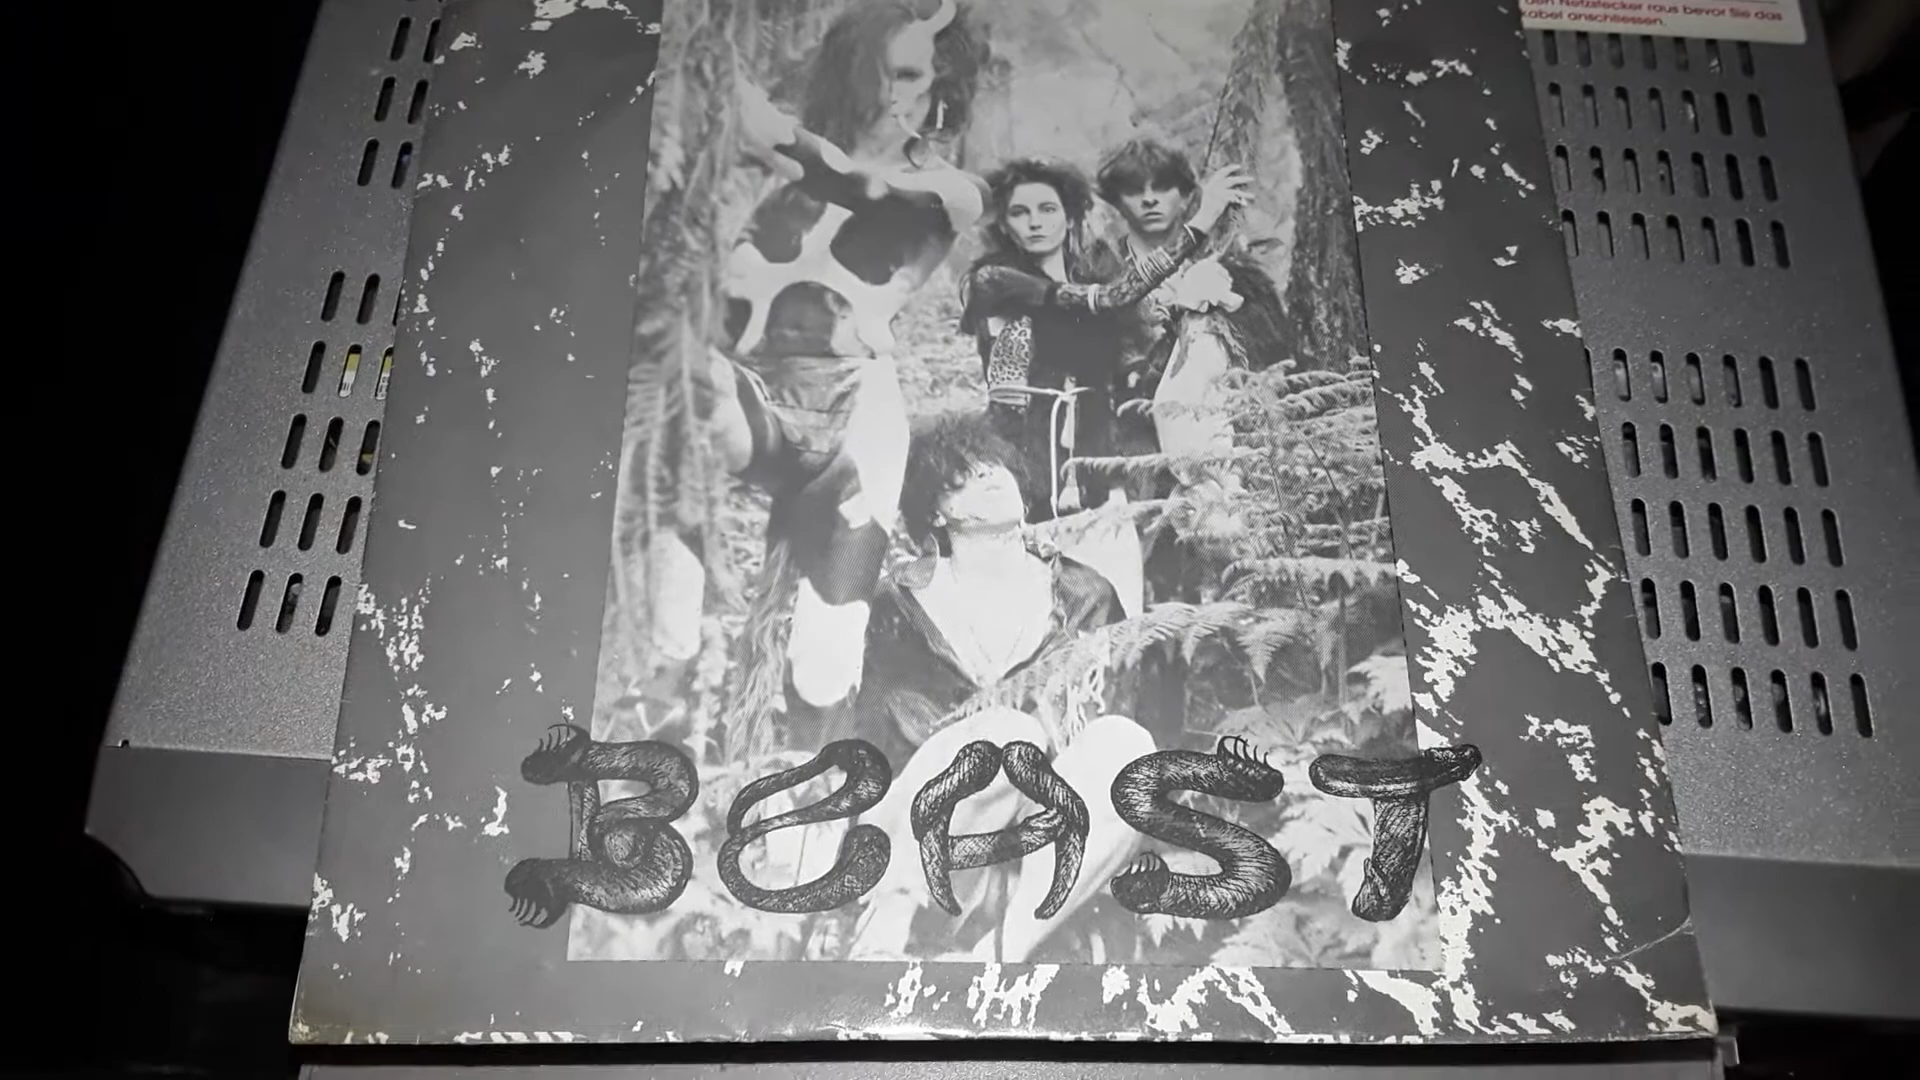 den Netzstecker raus bevor Sie das
Kabel anschliessen.
BEAST